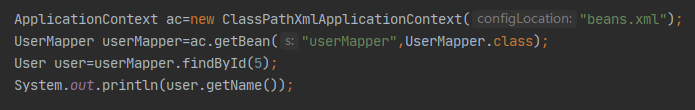 ApplicationContext ac=new ClassPathXmlApplicationContext( configLocation: "beans.xml");
UserMapper userMapper=ac.getBean( s: "userMapper",UserMapper.class);
User user=userMapper.findById(5);
System.out.println(user.getName());